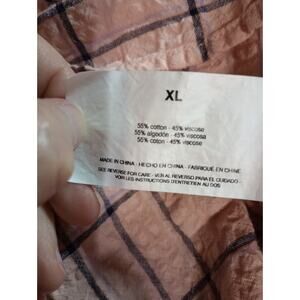 XL
55% cotton - 45% viscose
55% algodón - 45% viscosa
55% coton - 45% viscose
MADE IN CHINA - HECHO EN CHINA - FABRIQUÉ EN CHINE
SEE REVERSE FOR CARE - VER AL REVERSO PARA EL CUIDADO -
VOIR LES INSTRUCTIONS D'ENTRETIEN AU DOS